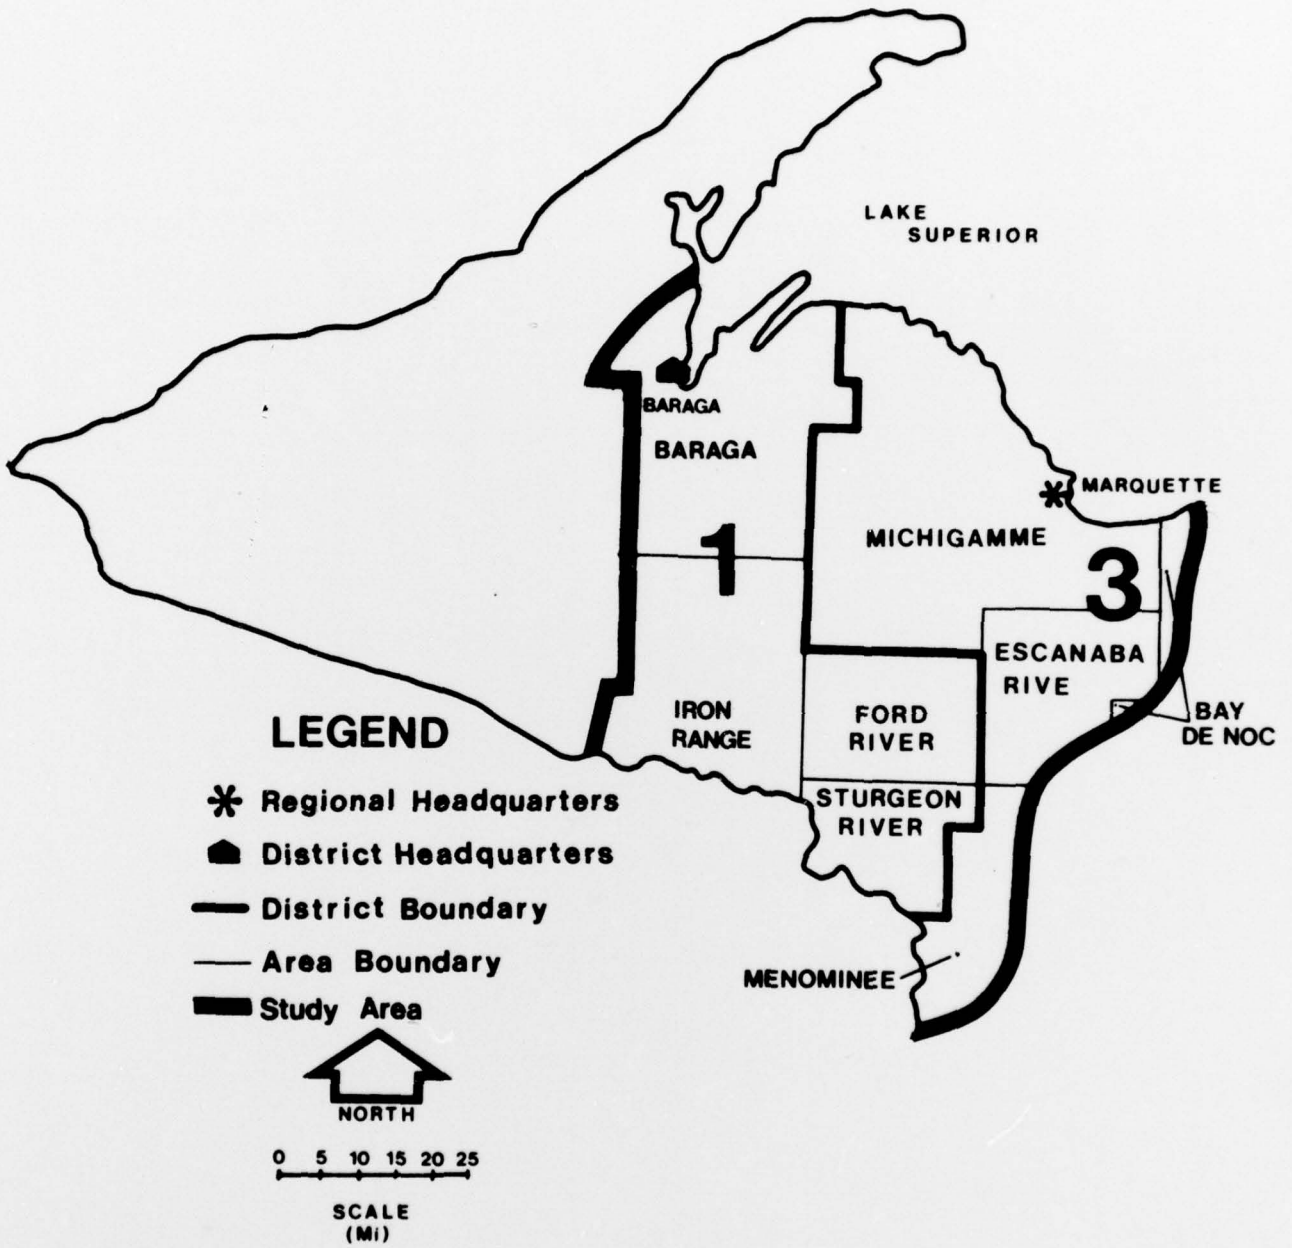 LAKE
SUPERIOR
BARAGA
BARAGA
MARQUETTE
MICHIGAMME
1
3
ESCANABA
RIVE
IRON
RANGE
FORD
RIVER
BAY
DE NOC
STURGEON
RIVER
MENOMINEE
LEGEND
Regional Headquarters
District Headquarters
District Boundary
Area Boundary
Study Area
NORTH
0 5 10 15 20 25
SCALE
(Mi)